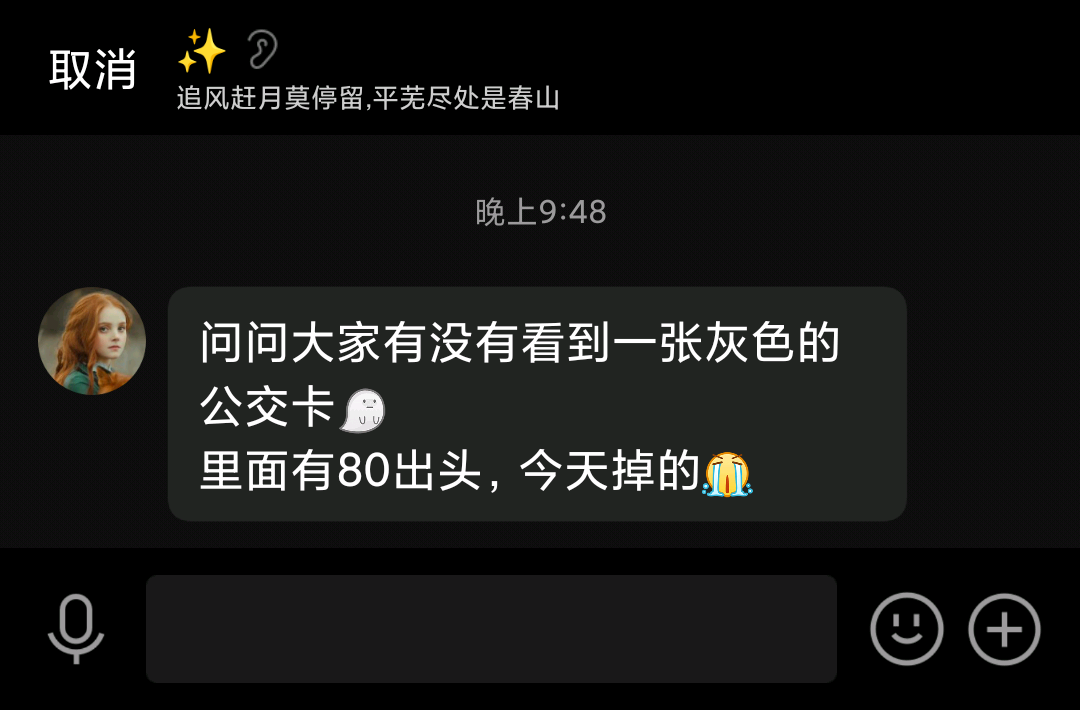 取消
✨
追风赶月莫停留,平芜尽处是春山
晚上9:48
问问大家有没有看到一张灰色的
公交卡
里面有80出头，今天掉的😭